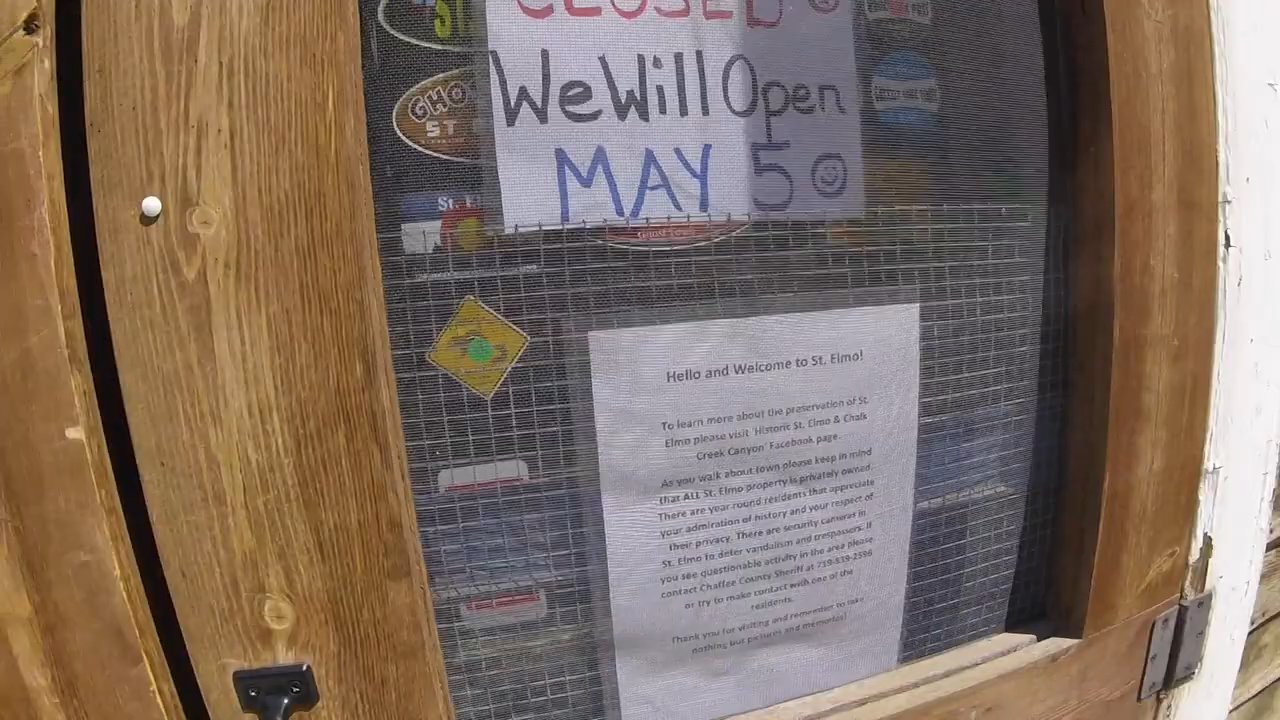 CLOSED
We Will Open
MAY 5
GHO
ST
St. E
Hello and Welcome to St. Elmo!
To learn more about the preservation of St.
Elmo please visit 'Historic St. Elmo & Chalk
Creek Canyon' Facebook page.
As you walk about town please keep in mind
that ALL St. Elmo property is privately owned.
There are year round residents that appreciate
your admiration of history and your respect of
their privacy. There are security cameras in
St. Elmo to deter vandalism and trespassers. If
you see questionable activity in the area please
contact Chaffee County Sheriff at 719-539-2596
or try to make contact with one of the
residents.
Thank you for visiting and remember to take
nothing but pictures and memories!